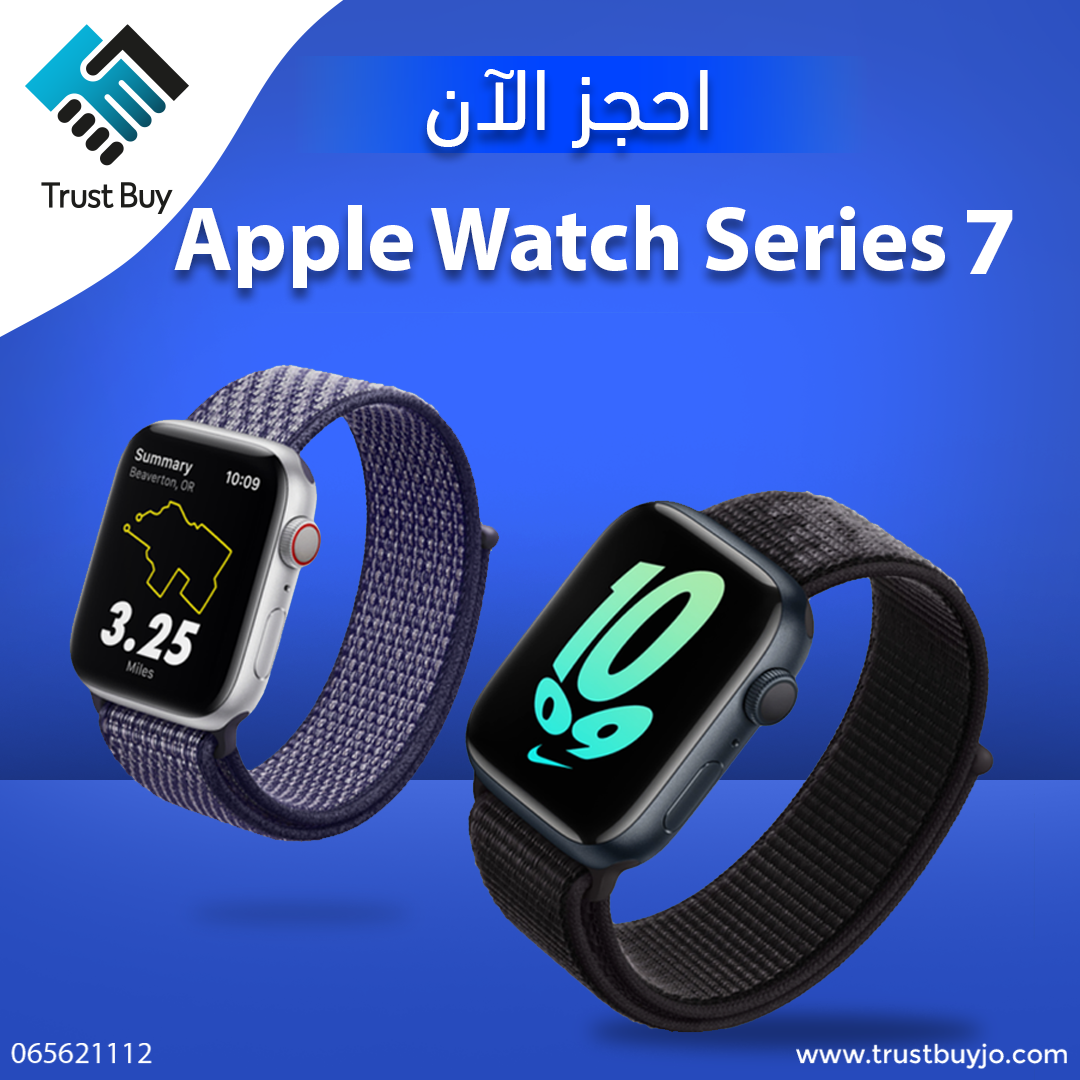 Trust Buy
احجز الآن
Apple Watch Series 7
Summary
Beaverton, OR
10:09
3.25
Miles
10
09
065621112
www.trustbuyjo.com